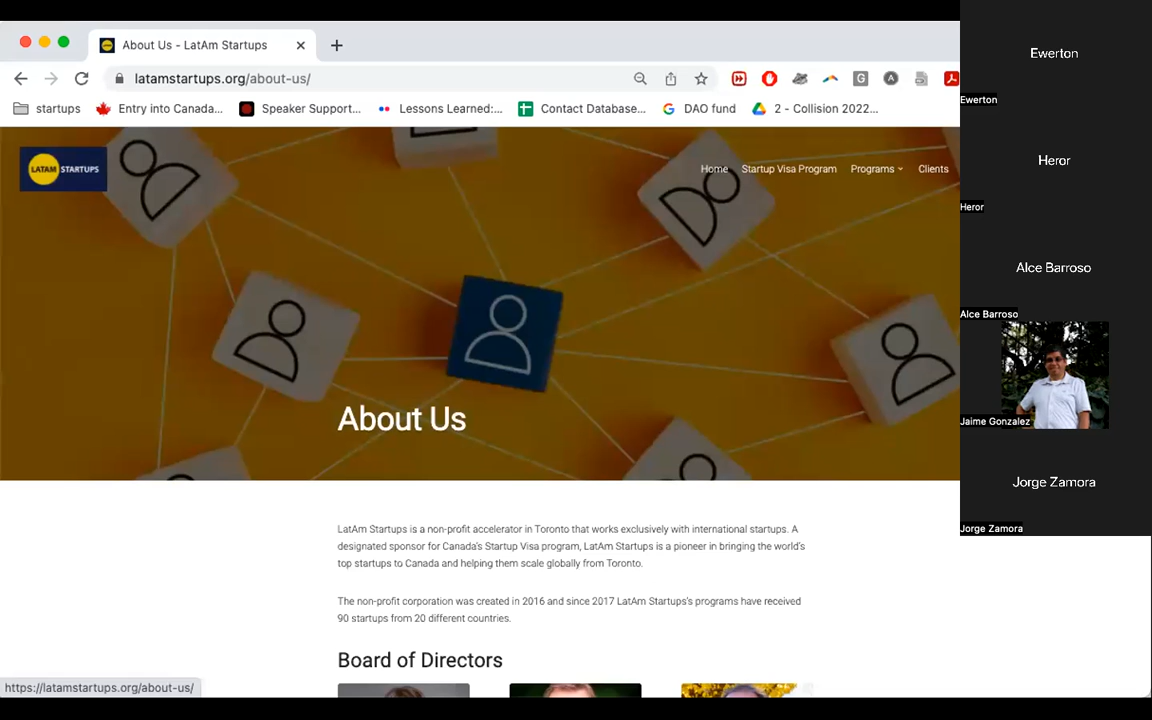 About Us - LatAm Startups
latamstartups.org/about-us/
startups
Entry into Canada...
Speaker Support...
Lessons Learned:...
Contact Database...
DAO fund
2 - Collision 2022...
LATAM STARTUPS
Home
Startup Visa Program
Programs
Clients
About Us
LatAm Startups is a non-profit accelerator in Toronto that works exclusively with international startups. A
designated sponsor for Canada's Startup Visa program, LatAm Startups is a pioneer in bringing the world's
top startups to Canada and helping them scale globally from Toronto.
The non-profit corporation was created in 2016 and since 2017 LatAm Startups's programs have received
90 startups from 20 different countries.
Board of Directors
https://latamstartups.org/about-us/
Ewerton
Ewerton
Heror
Heror
Alce Barroso
Alce Barroso
Jaime Gonzalez
Jorge Zamora
Jorge Zamora